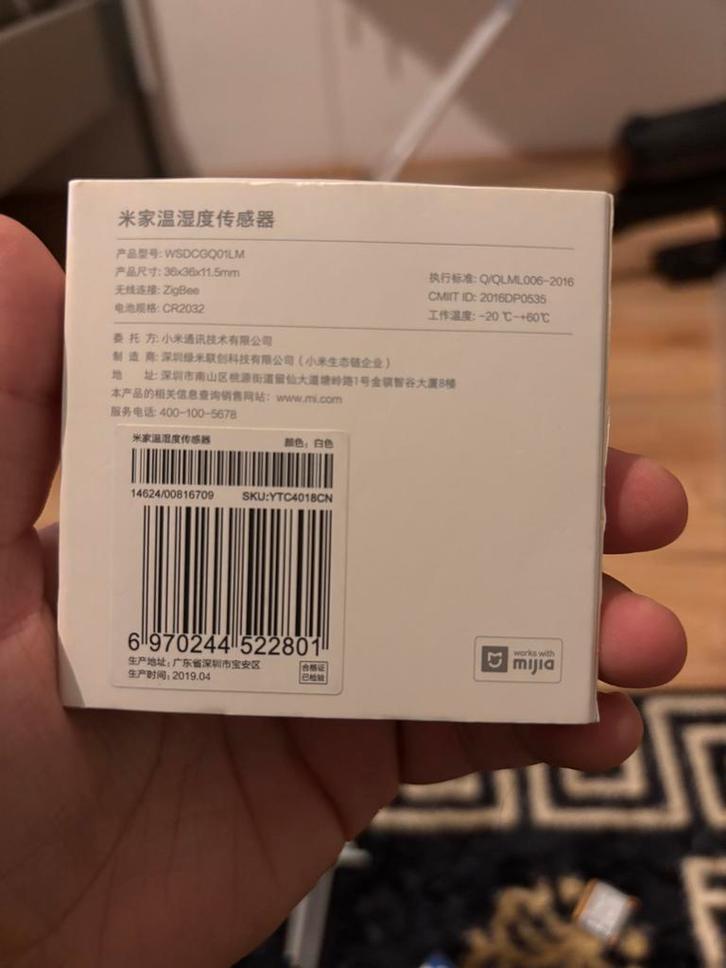 米家温湿度传感器
产品型号: WSDCGQ01LM
产品尺寸: 36x36x11.5mm
无线连接: ZigBee
电池规格: CR2032
执行标准: Q/QLML006-2016
CMIIT ID: 2016DP0535
工作温度: -20 ℃-+60℃
委 托 方: 小米通讯技术有限公司
制 造 商: 深圳绿米联创科技有限公司（小米生态链企业）
地 址: 深圳市南山区桃源街道留仙大道塘岭路1号金骐智谷大厦8楼
本产品的相关信息查询销售网站: www.mi.com
服务电话: 400-100-5678
米家温湿度传感器 颜色: 白色
14624/00816709 SKU:YTC4018CN
6 970244 522801
生产地址: 广东省深圳市宝安区
生产时间: 2019.04
合格证
已检验
works with
mijia